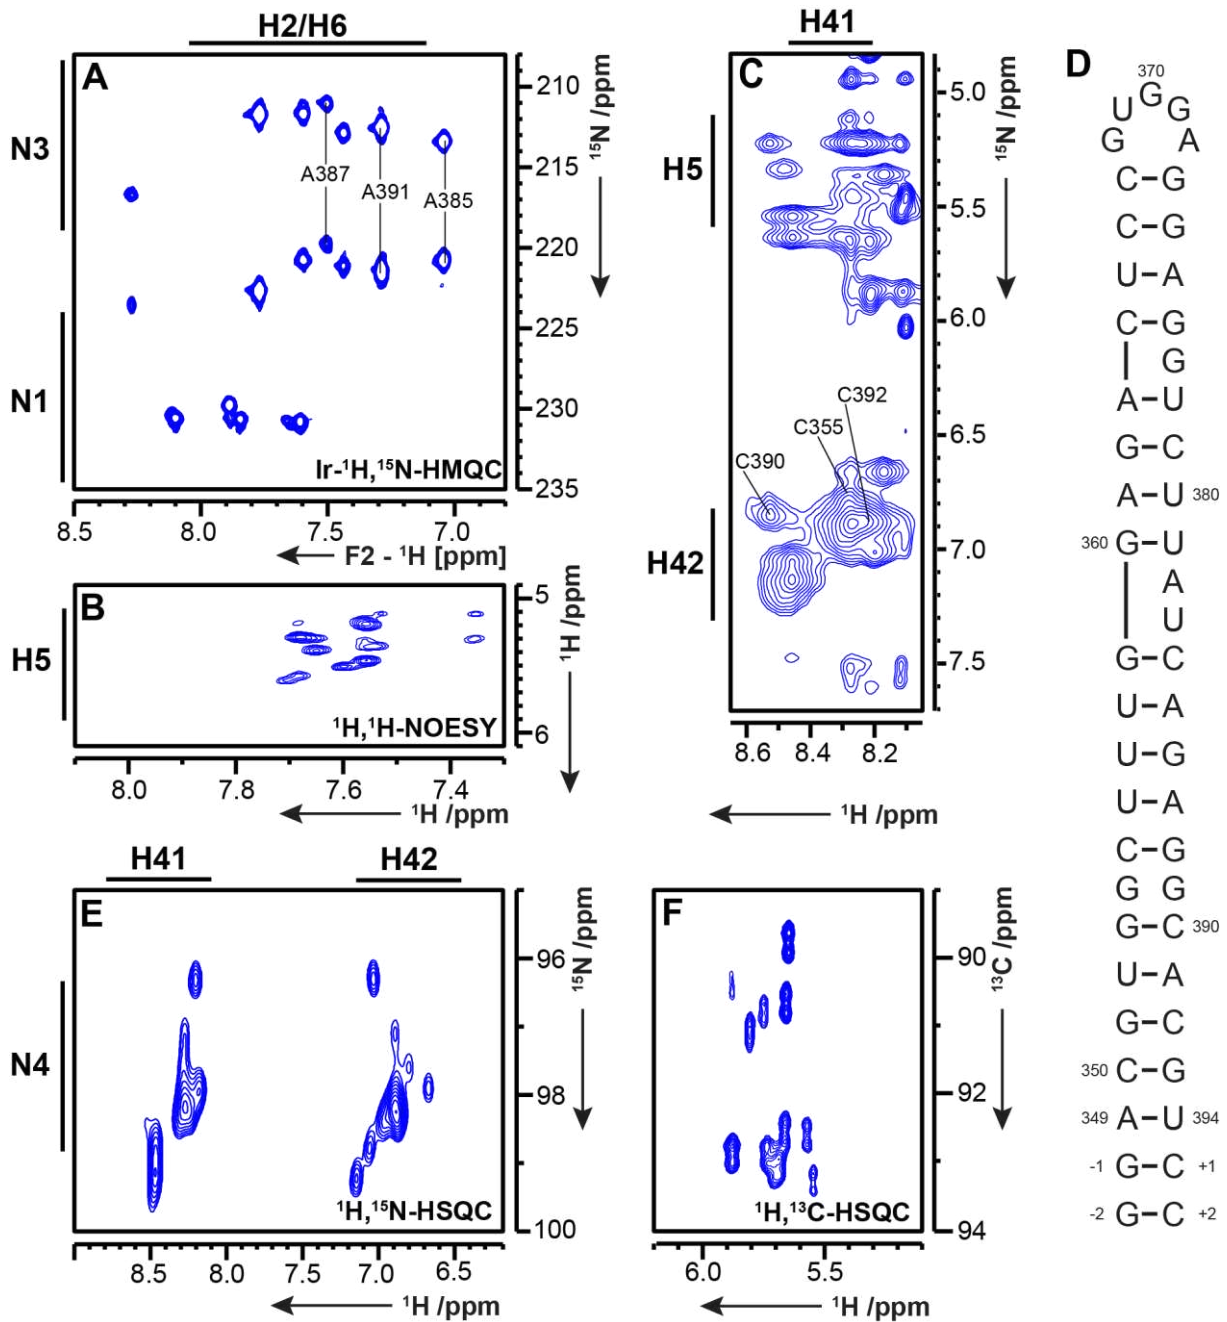 H2/H6
A
N3
N1
A387
A391
A385
Ir-¹H,¹⁵N-HMQC
210
215
220
225
230
235
¹⁵N /ppm
8.5 8.0 7.5 7.0
F2 - ¹H [ppm]
B
H5
¹H,¹H-NOESY
5
6
¹H /ppm
8.0 7.8 7.6 7.4
¹H /ppm
H41
C
H5
H42
C392
C355
C390
5.0
5.5
6.0
6.5
7.0
7.5
¹⁵N /ppm
8.6 8.4 8.2
¹H /ppm
D
370
G
U G
G A
C–G
C–G
U–A
C–G
G
A–U
G–C
A–U 380
360 G–U
A
U
G–C
U–A
U–G
U–A
C–G
G G
G–C 390
U–A
G–C
350 C–G
349 A–U 394
-1 G–C +1
-2 G–C +2
H41 H42
E
N4
¹H,¹⁵N-HSQC
96
98
100
¹⁵N /ppm
8.5 8.0 7.5 7.0 6.5
¹H /ppm
F
¹H,¹³C-HSQC
90
92
94
¹³C /ppm
6.0 5.5
¹H /ppm